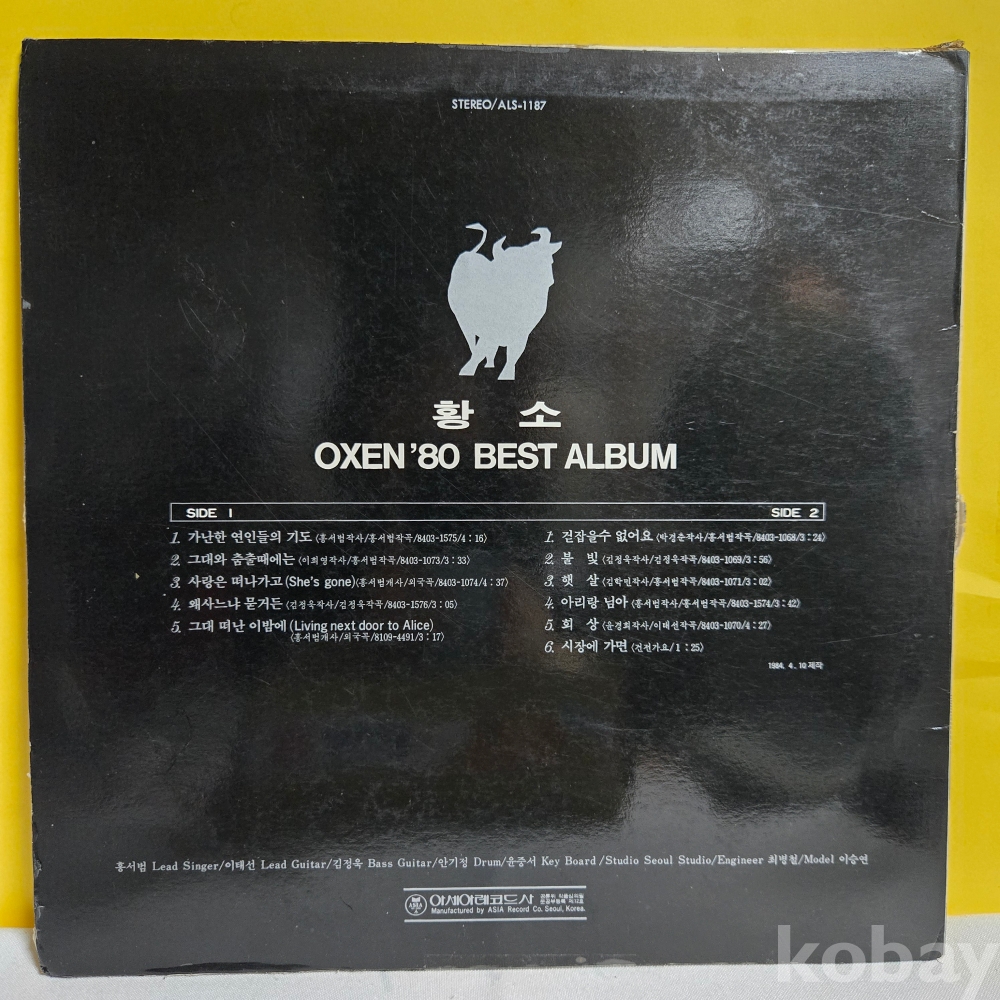 STEREO/ALS-1187
황 소
OXEN '80 BEST ALBUM
SIDE 1
1. 가난한 연인들의 기도 (홍서범작사/홍서범작곡/8403-1575/4:16)
2. 그대와 춤출때에는 (이희영작사/홍서범작곡/8403-1073/3:33)
3. 사랑은 떠나가고 (She's gone) (홍서범개사/외국곡/8403-1074/4:37)
4. 왜사느냐 묻거든 (김정욱작사/김정욱작곡/8403-1576/3:05)
5. 그대 떠난 이밤에 (Living next door to Alice)
(홍서범개사/외국곡/8109-4491/3:17)
SIDE 2
1. 걷잡을수 없어요 (박경순작사/홍서범작곡/8403-1068/3:24)
2. 불 빛 (김정욱작사/김정욱작곡/8403-1069/3:56)
3. 햇 살 (김학민작사/홍서범작곡/8403-1071/3:02)
4. 아리랑 님아 (홍서범작사/홍서범작곡/8403-1574/3:42)
5. 회 상 (윤경희작사/이태선작곡/8403-1070/4:27)
6. 시장에 가면 (건전가요/1:25)
1984. 4. 10 제작
홍서범 Lead Singer/이태선 Lead Guitar/김정욱 Bass Guitar/안기정 Drum/윤중서 Key Board/Studio Seoul Studio/Engineer 최병철/Model 이승연
ASIA 아세아레코드사
Manufactured by ASIA Record Co. Seoul, Korea.
kobay